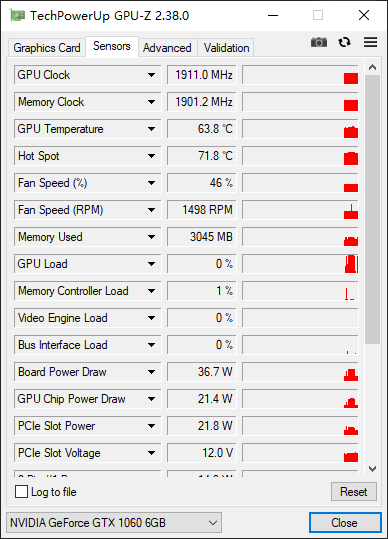 TechPowerUp GPU-Z 2.38.0
Graphics Card Sensors Advanced Validation
GPU Clock 1911.0 MHz
Memory Clock 1901.2 MHz
GPU Temperature 63.8 °C
Hot Spot 71.8 °C
Fan Speed (%) 46 %
Fan Speed (RPM) 1498 RPM
Memory Used 3045 MB
GPU Load 0 %
Memory Controller Load 1 %
Video Engine Load 0 %
Bus Interface Load 0 %
Board Power Draw 36.7 W
GPU Chip Power Draw 21.4 W
PCIe Slot Power 21.8 W
PCIe Slot Voltage 12.0 V
Log to file Reset
NVIDIA GeForce GTX 1060 6GB Close